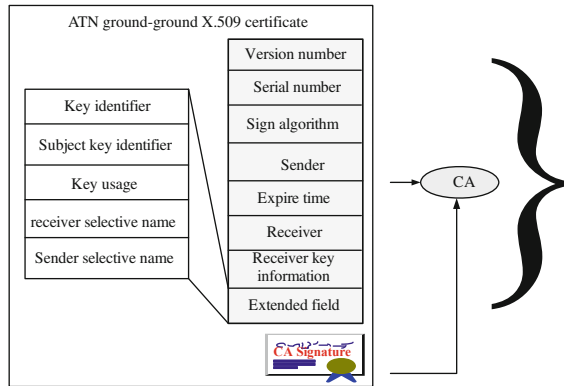 ATN ground-ground X.509 certificate
Key identifier
Subject key identifier
Key usage
receiver selective name
Sender selective name
Version number
Serial number
Sign algorithm
Sender
Expire time
Receiver
Receiver key
information
Extended field
CA Signature
CA